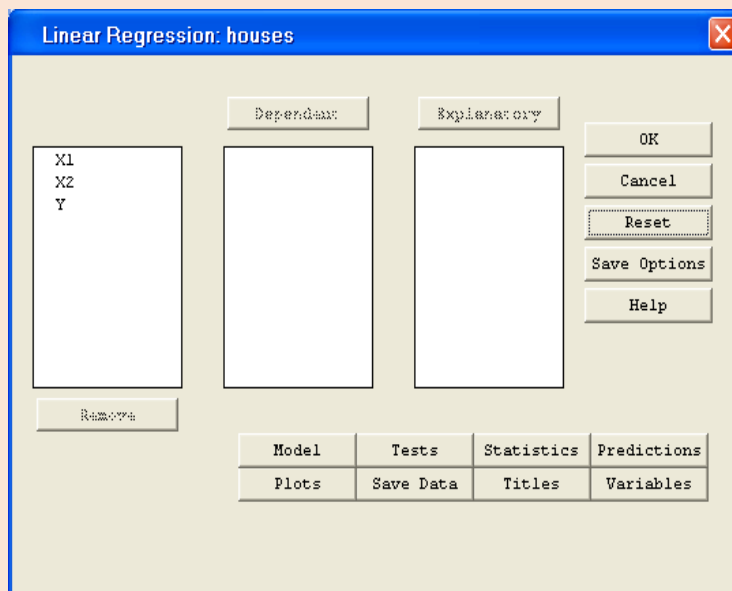 Linear Regression: houses
Dependent
Explanatory
X1
X2
Y
OK
Cancel
Reset
Save Options
Help
Remove
Model
Tests
Statistics
Predictions
Plots
Save Data
Titles
Variables